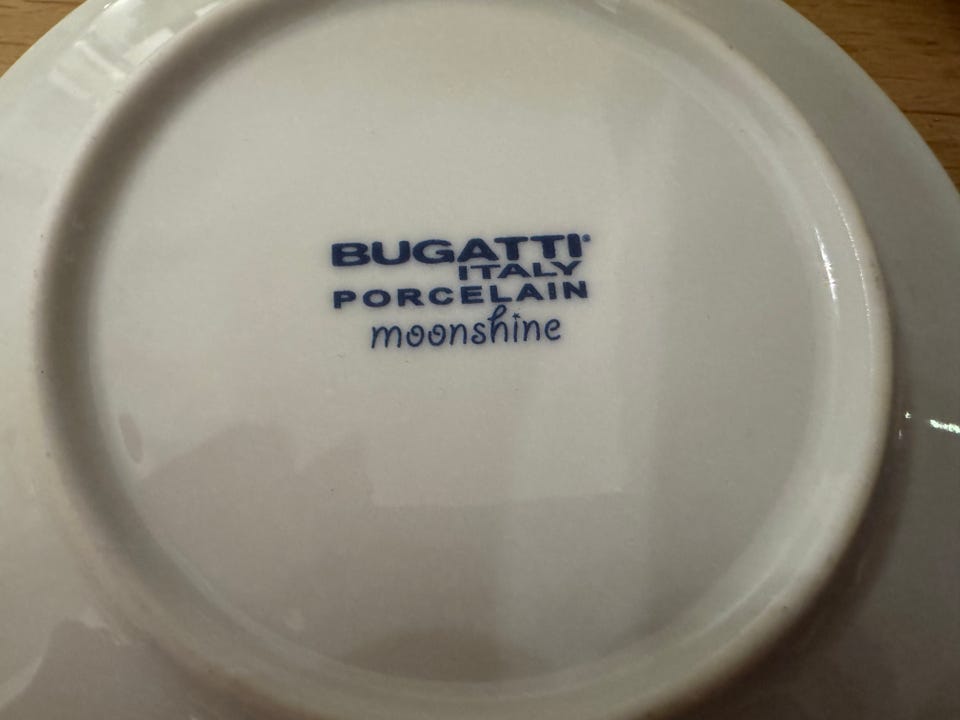 BUGATTI
ITALY
PORCELAIN
moonshine